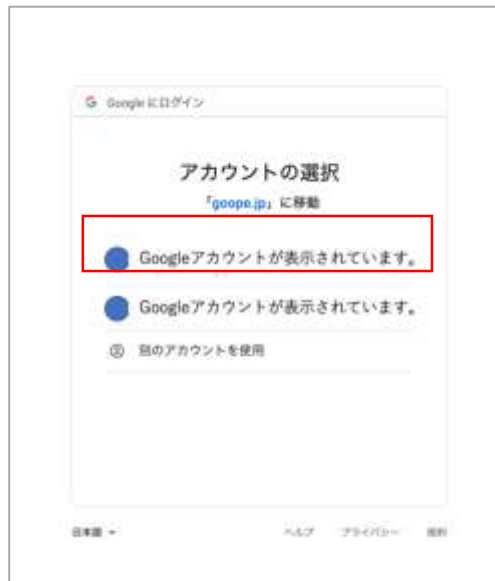 Google にログイン
アカウントの選択
「goope.jp」に移動
Googleアカウントが表示されています。
Googleアカウントが表示されています。
別のアカウントを使用
日本語
ヘルプ プライバシー 規約